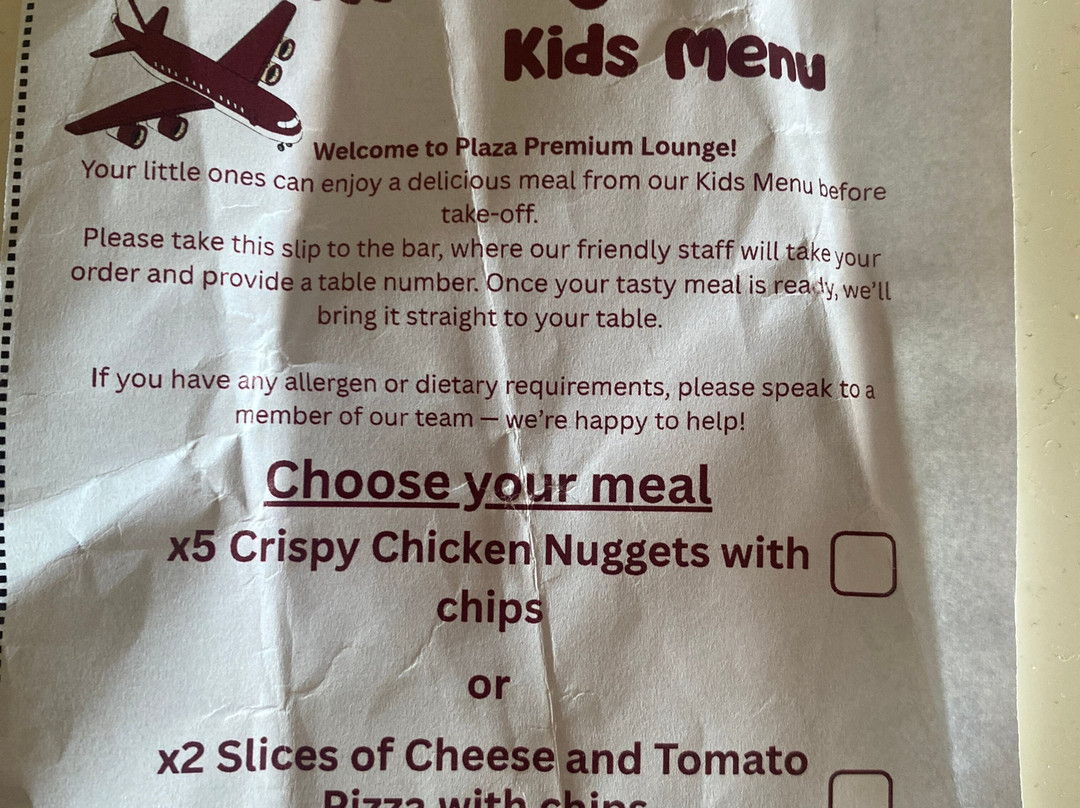 Kids Menu
Welcome to Plaza Premium Lounge!
Your little ones can enjoy a delicious meal from our Kids Menu before
take-off.
Please take this slip to the bar, where our friendly staff will take your
order and provide a table number. Once your tasty meal is ready, we'll
bring it straight to your table.
If you have any allergen or dietary requirements, please speak to a
member of our team — we're happy to help!
Choose your meal
x5 Crispy Chicken Nuggets with
chips
or
x2 Slices of Cheese and Tomato
Pizza with chips